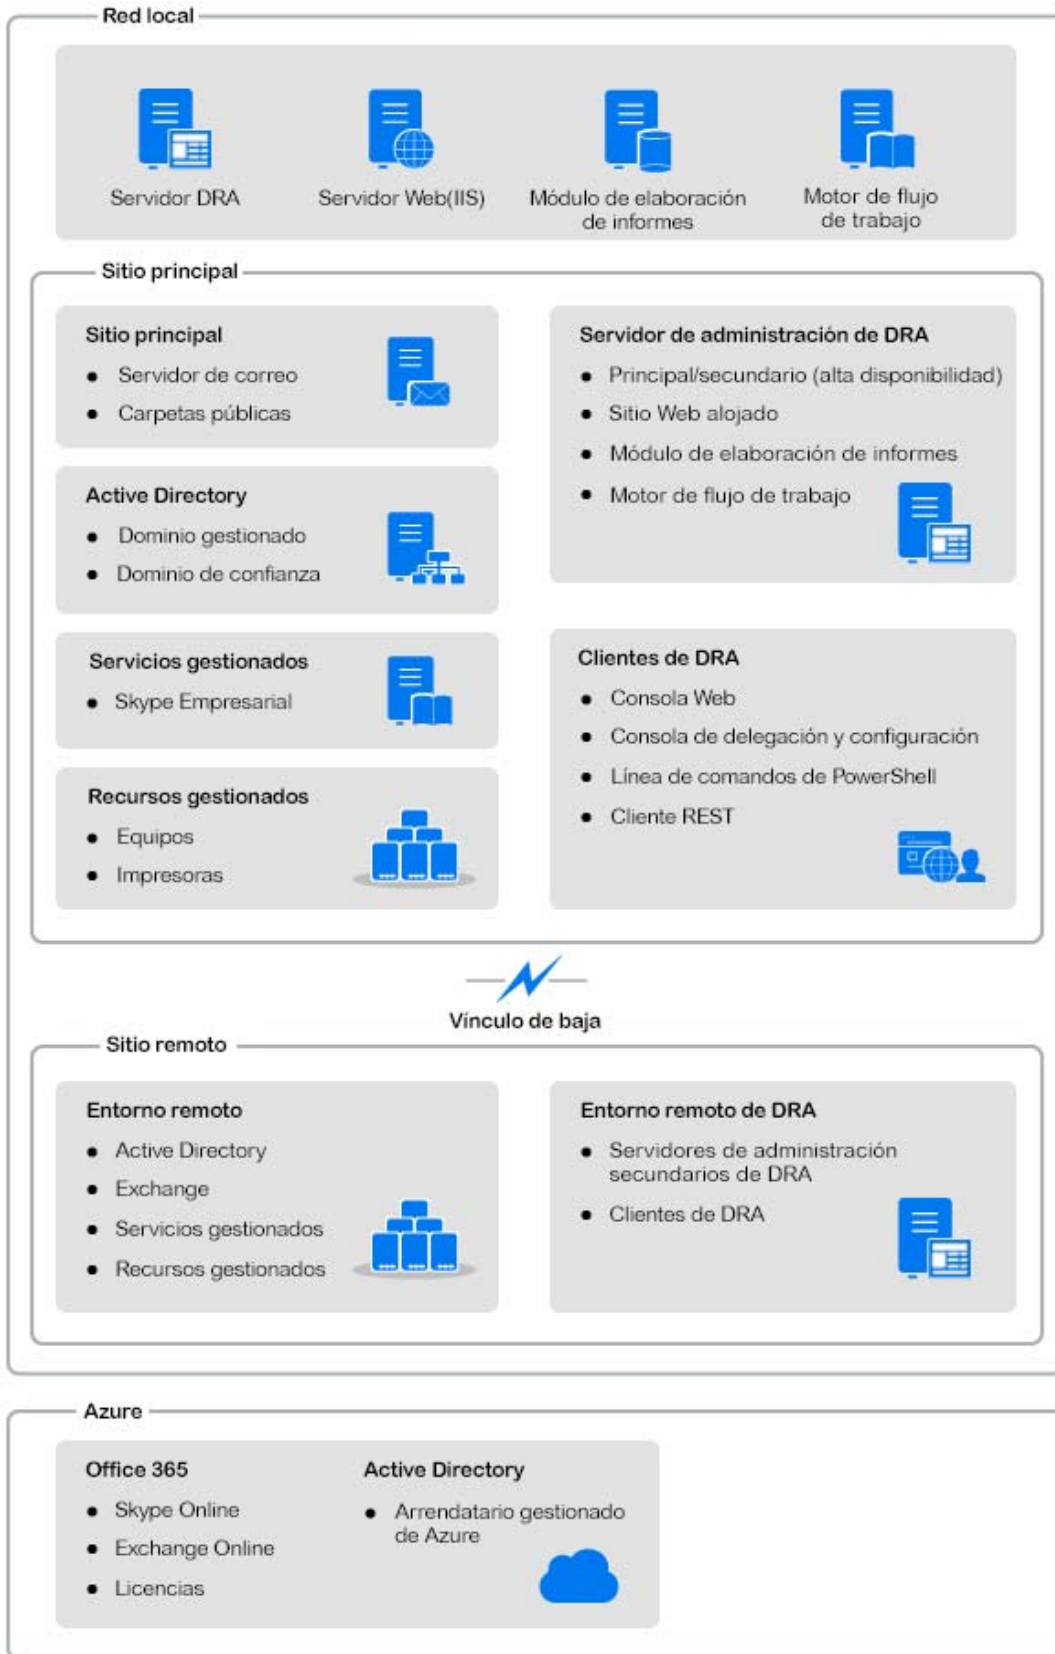 Red local
Servidor DRA
Servidor Web(IIS)
Módulo de elaboración
de informes
Motor de flujo
de trabajo
Sitio principal
Sitio principal
● Servidor de correo
● Carpetas públicas
Active Directory
● Dominio gestionado
● Dominio de confianza
Servicios gestionados
● Skype Empresarial
Recursos gestionados
● Equipos
● Impresoras
Servidor de administración de DRA
● Principal/secundario (alta disponibilidad)
● Sitio Web alojado
● Módulo de elaboración de informes
● Motor de flujo de trabajo
Clientes de DRA
● Consola Web
● Consola de delegación y configuración
● Línea de comandos de PowerShell
● Cliente REST
Vínculo de baja
Sitio remoto
Entorno remoto
● Active Directory
● Exchange
● Servicios gestionados
● Recursos gestionados
Entorno remoto de DRA
● Servidores de administración
secundarios de DRA
● Clientes de DRA
Azure
Office 365
● Skype Online
● Exchange Online
● Licencias
Active Directory
● Arrendatario gestionado
de Azure